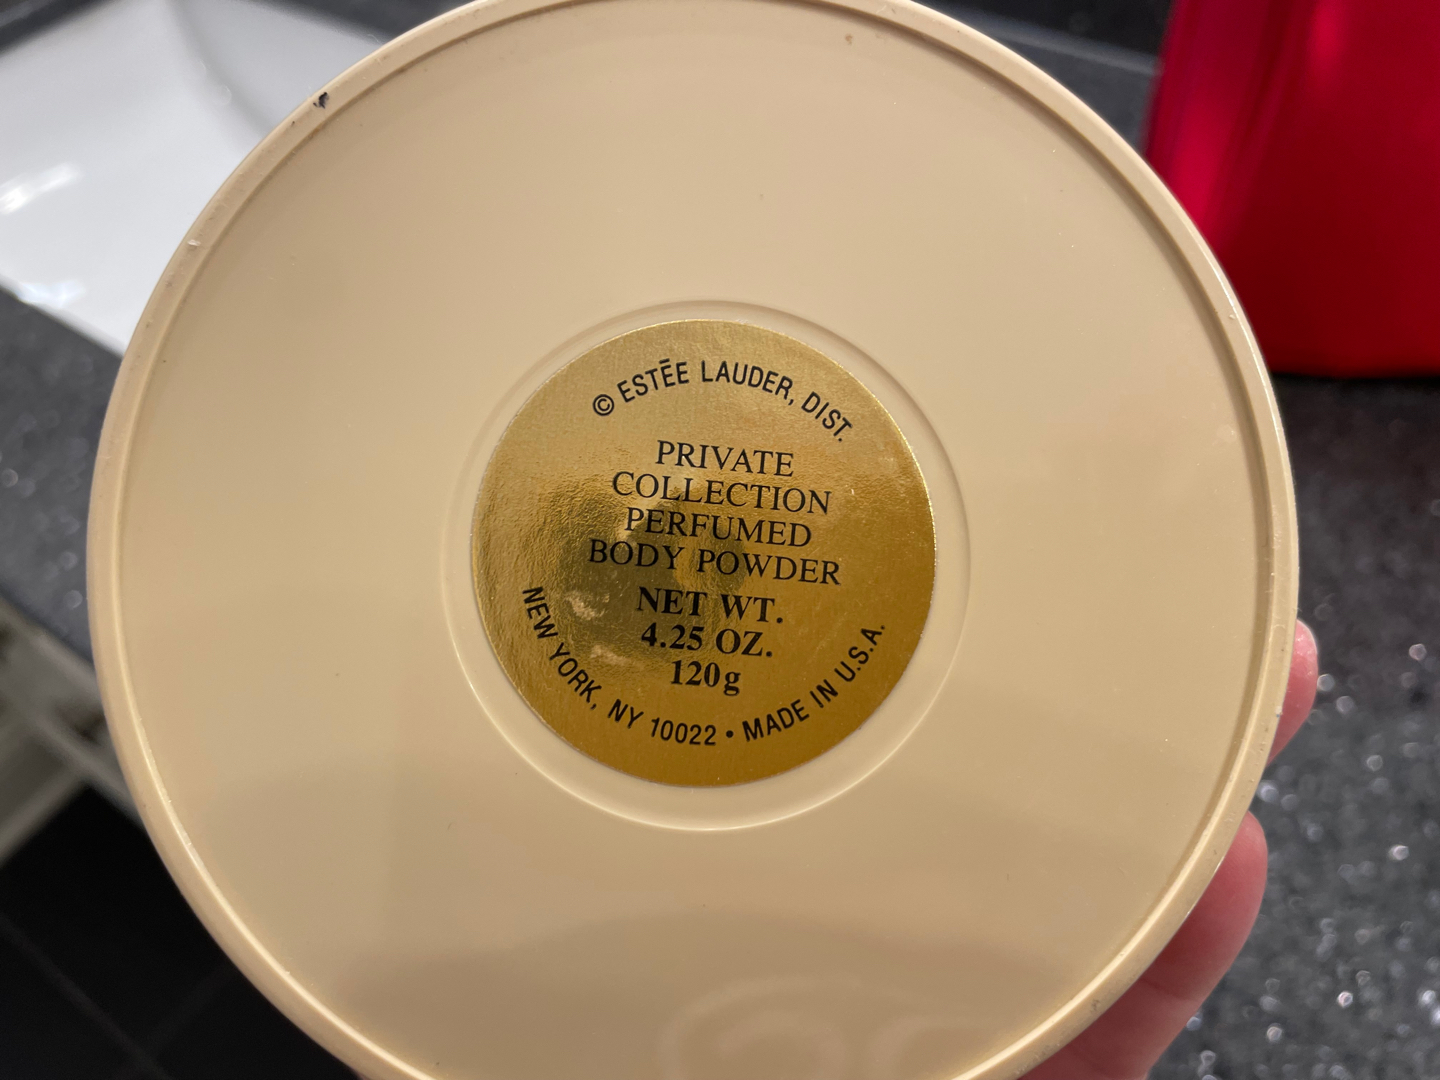 © ESTĒE LAUDER, DIST.
PRIVATE
COLLECTION
PERFUMED
BODY POWDER
NET WT.
4.25 OZ.
120g
NEW YORK, NY 10022 • MADE IN U.S.A.